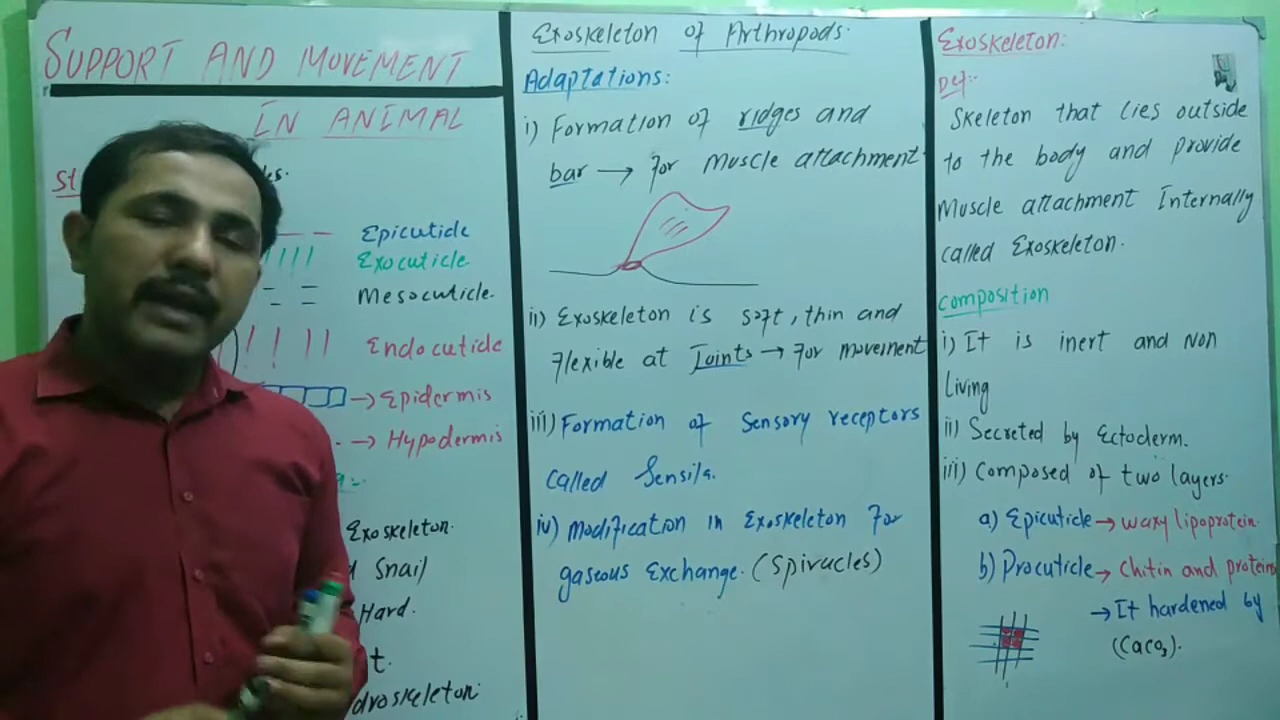 SUPPORT AND MOVEMENT
IN ANIMAL
Epicuticle
Exocuticle
Mesocuticle.
Endocuticle
→ Epidermis
→ Hypodermis
Exoskeleton.
Snail
Hard.
Exoskeleton of Arthropods.
Adaptations:
i) Formation of ridges and
bar → For Muscle attachment.
ii) Exoskeleton is soft, thin and
flexible at Joints → For movement
iii) Formation of Sensory receptors
called Sensila.
iv) Modification in Exoskeleton For
gaseous Exchange. (Spiracles)
Exoskeleton:
Def:-
Skeleton that lies outside
to the body and provide
Muscle attachment Internally
called Exoskeleton.
Composition
i) It is inert and Non
Living
ii) Secreted by Ectoderm.
iii) Composed of two layers.
a) Epicuticle → waxy lipoprotein.
b) Procuticle → Chitin and protein
→ It hardened by
(CaCO3).